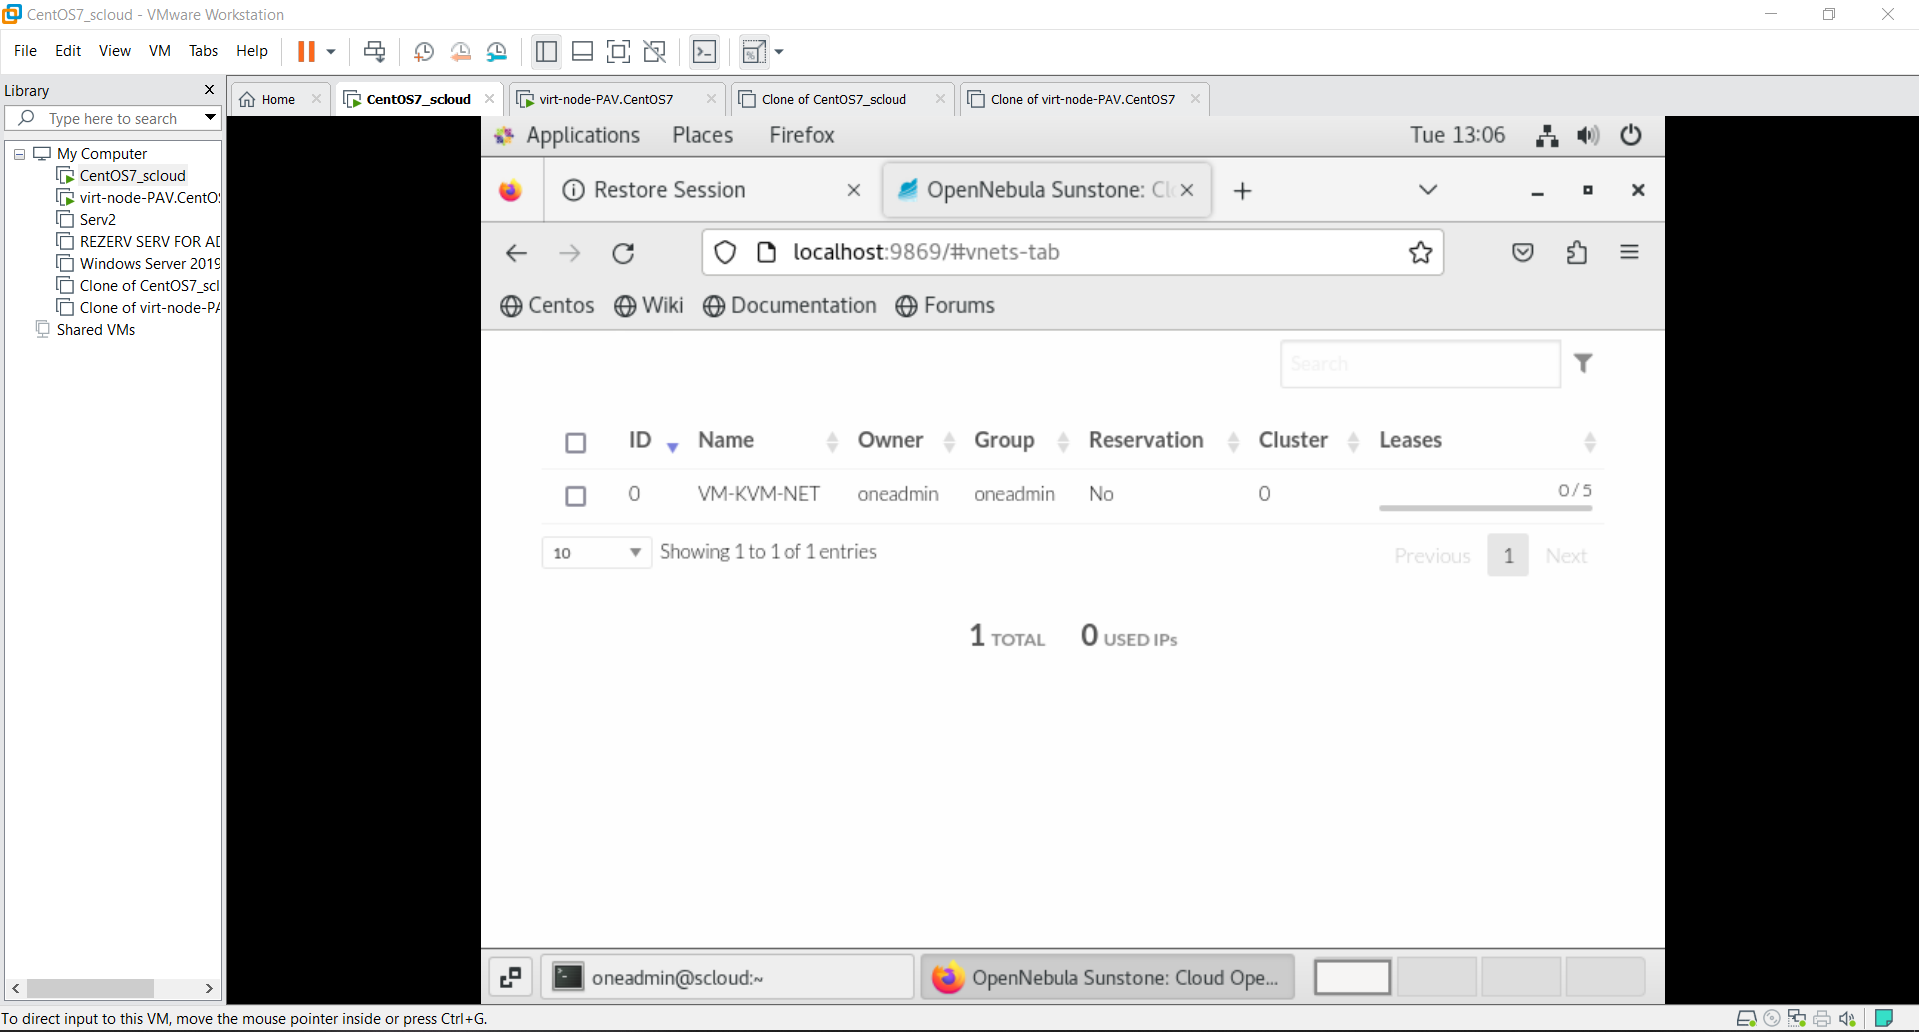 CentOS7_scloud - VMware Workstation
File Edit View VM Tabs Help
Library
Type here to search
My Computer
CentOS7_scloud
virt-node-PAV.CentO
Serv2
REZERV SERV FOR AD
Windows Server 2019
Clone of CentOS7_scl
Clone of virt-node-PA
Shared VMs
Home CentOS7_scloud virt-node-PAV.CentOS7 Clone of CentOS7_scloud Clone of virt-node-PAV.CentOS7
Applications Places Firefox Tue 13:06
Restore Session OpenNebula Sunstone: Cl
localhost:9869/#vnets-tab
Centos Wiki Documentation Forums
Search
ID Name Owner Group Reservation Cluster Leases
0 VM-KVM-NET oneadmin oneadmin No 0 0 / 5
10 Showing 1 to 1 of 1 entries Previous 1 Next
1 TOTAL 0 USED IPs
oneadmin@scloud:~ OpenNebula Sunstone: Cloud Ope...
To direct input to this VM, move the mouse pointer inside or press Ctrl+G.